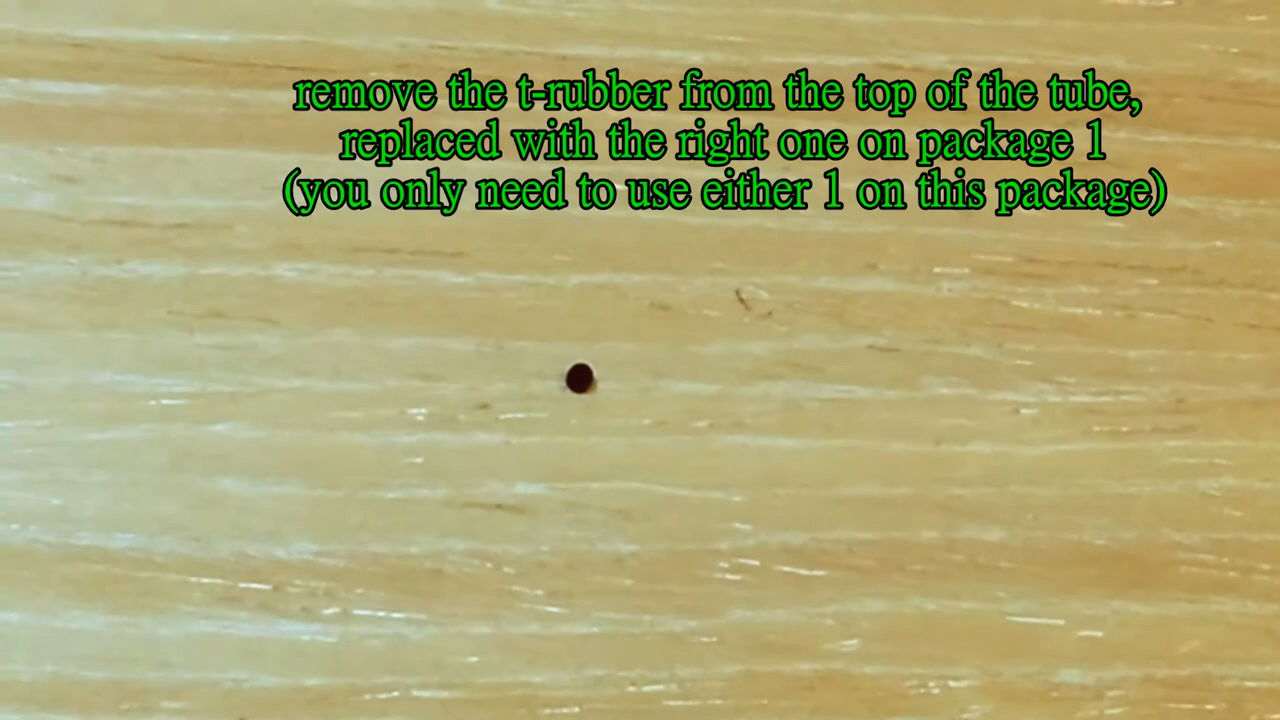 remove the t-rubber from the top of the tube,
replaced with the right one on package 1
(you only need to use either 1 on this package)